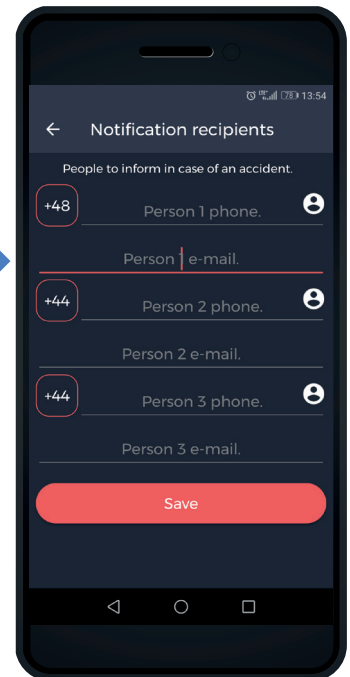 78 13:54
Notification recipients
People to inform in case of an accident.
+48 Person 1 phone.
Person 1 e-mail.
+44 Person 2 phone.
Person 2 e-mail.
+44 Person 3 phone.
Person 3 e-mail.
Save